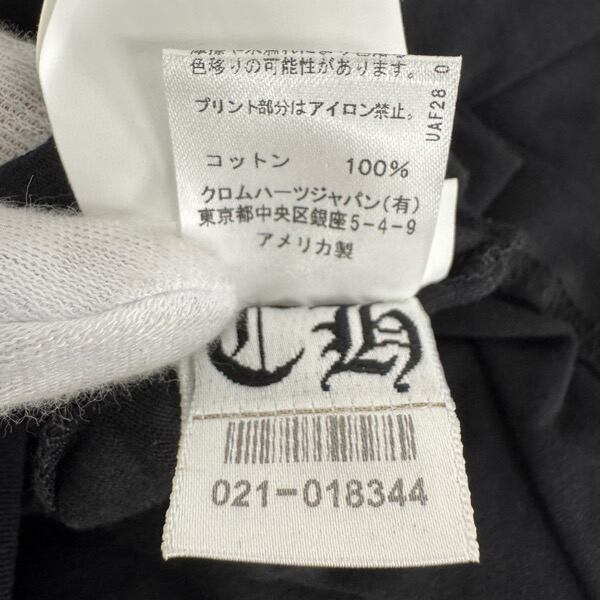 色移りの可能性があります。
プリント部分はアイロン禁止。
UAF28 0
コットン 100%
クロムハーツジャパン(有)
東京都中央区銀座5-4-9
アメリカ製
CH
021-018344